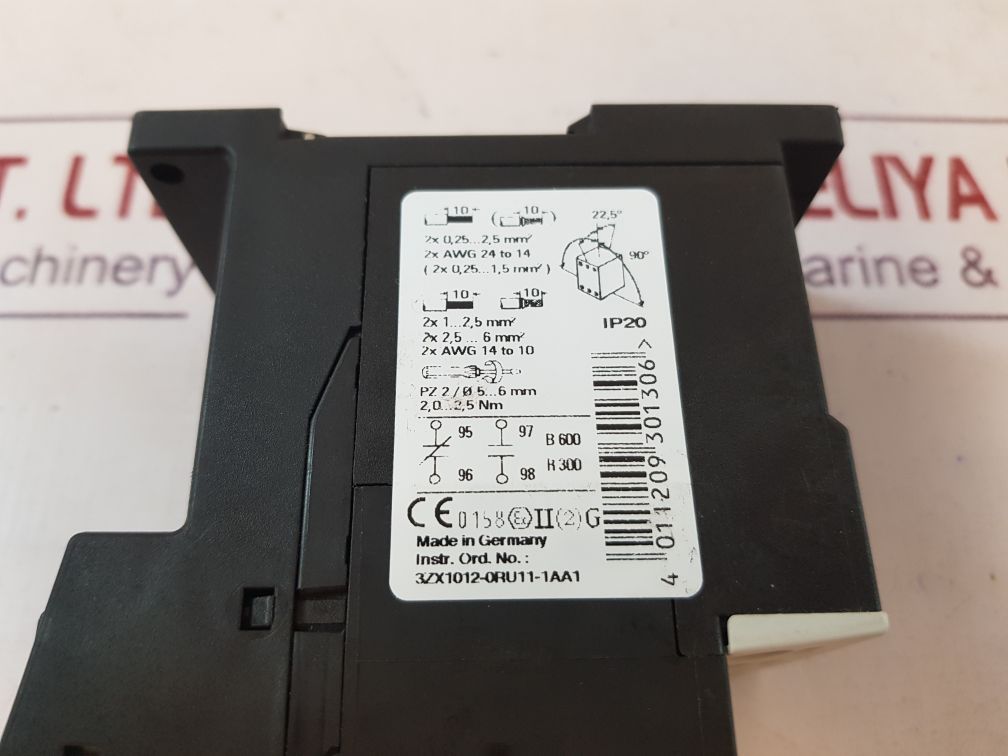 T. LT
ELIYA
chinery
arine &
10 ( 10 )
22,5°
2x 0,25...2,5 mm²
2x AWG 24 to 14
( 2x 0,25...1,5 mm² )
90°
10 10
IP20
2x 1...2,5 mm²
2x 2,5 ... 6 mm²
2x AWG 14 to 10
PZ 2 / Ø 5...6 mm
2,0...2,5 Nm
95 97 B 600
96 98 R 300
CE 0158 Ex II (2) G
Made in Germany
Instr. Ord. No. :
3ZX1012-0RU11-1AA1
4 011209 301306 >